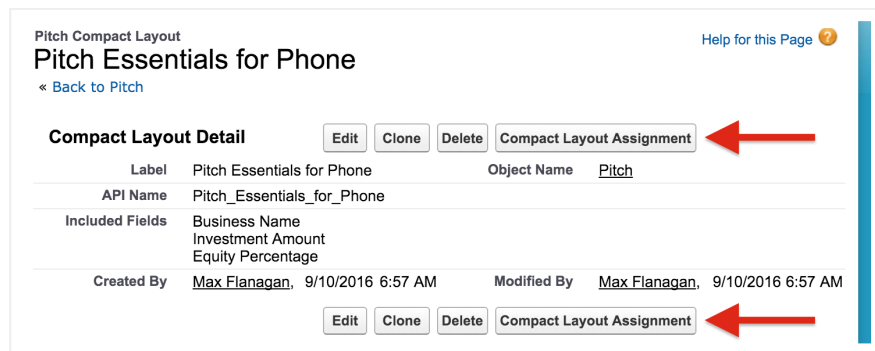 Pitch Compact Layout
Pitch Essentials for Phone
Help for this Page ?
« Back to Pitch
Compact Layout Detail Edit Clone Delete Compact Layout Assignment
Label Pitch Essentials for Phone Object Name Pitch
API Name Pitch_Essentials_for_Phone
Included Fields Business Name
Investment Amount
Equity Percentage
Created By Max Flanagan, 9/10/2016 6:57 AM Modified By Max Flanagan, 9/10/2016 6:57 AM
Edit Clone Delete Compact Layout Assignment